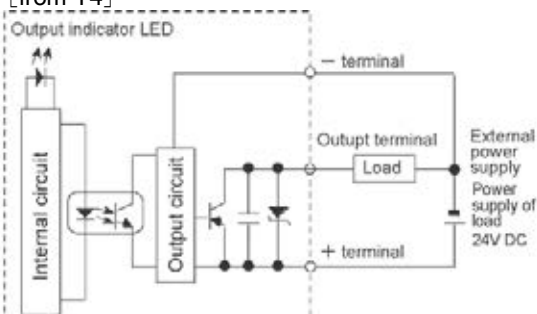 [from Y4]
Output indicator LED
− terminal
Outupt terminal
Load
External
power
supply
Power
supply of
load
24V DC
+ terminal
Internal circuit
Output circuit